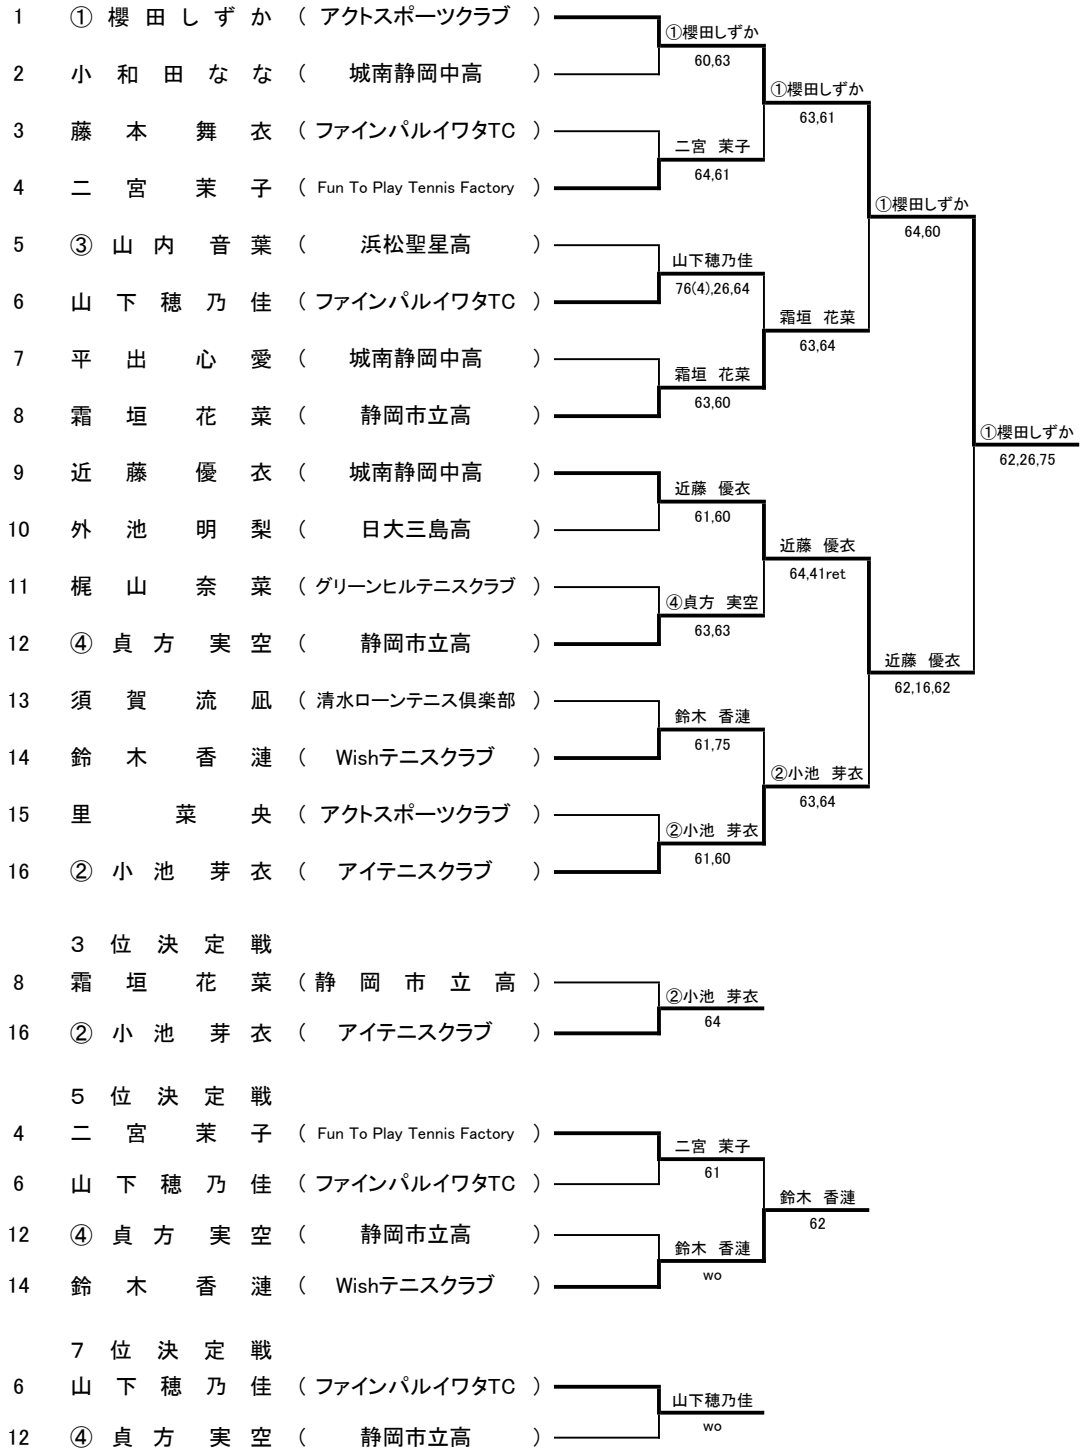 1 ① 櫻 田 し ず か ( アクトスポーツクラブ )
①櫻田しずか
60,63
2 小 和 田 な な ( 城南静岡中高 )
①櫻田しずか
63,61
3 藤 本 舞 衣 ( ファインパルイワタTC )
二宮 茉子
64,61
4 二 宮 茉 子 ( Fun To Play Tennis Factory )
①櫻田しずか
64,60
5 ③ 山 内 音 葉 ( 浜松聖星高 )
山下穂乃佳
76(4),26,64
6 山 下 穂 乃 佳 ( ファインパルイワタTC )
霜垣 花菜
63,64
7 平 出 心 愛 ( 城南静岡中高 )
霜垣 花菜
63,60
8 霜 垣 花 菜 ( 静岡市立高 )
①櫻田しずか
62,26,75
9 近 藤 優 衣 ( 城南静岡中高 )
近藤 優衣
61,60
10 外 池 明 梨 ( 日大三島高 )
近藤 優衣
64,41ret
11 梶 山 奈 菜 ( グリーンヒルテニスクラブ )
④貞方 実空
63,63
12 ④ 貞 方 実 空 ( 静岡市立高 )
近藤 優衣
62,16,62
13 須 賀 流 凪 ( 清水ローンテニス倶楽部 )
鈴木 香漣
61,75
14 鈴 木 香 漣 ( Wishテニスクラブ )
②小池 芽衣
63,64
15 里 菜 央 ( アクトスポーツクラブ )
②小池 芽衣
61,60
16 ② 小 池 芽 衣 ( アイテニスクラブ )
３ 位 決 定 戦
8 霜 垣 花 菜 ( 静 岡 市 立 高 )
②小池 芽衣
64
16 ② 小 池 芽 衣 ( アイテニスクラブ )
５ 位 決 定 戦
4 二 宮 茉 子 ( Fun To Play Tennis Factory )
二宮 茉子
61
6 山 下 穂 乃 佳 ( ファインパルイワタTC )
鈴木 香漣
62
12 ④ 貞 方 実 空 ( 静岡市立高 )
鈴木 香漣
wo
14 鈴 木 香 漣 ( Wishテニスクラブ )
７ 位 決 定 戦
6 山 下 穂 乃 佳 ( ファインパルイワタTC )
山下穂乃佳
wo
12 ④ 貞 方 実 空 ( 静岡市立高 )